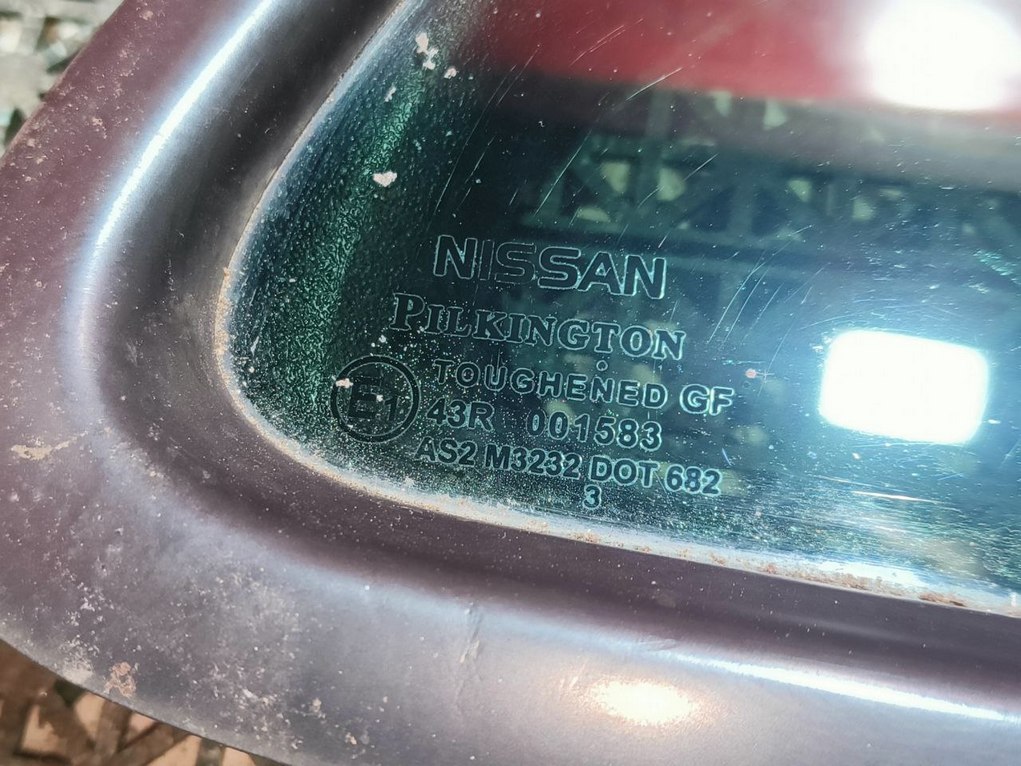 NISSAN
PILKINGTON
TOUGHENED GF
E1 43R 001583
AS2 M3232 DOT 682
3